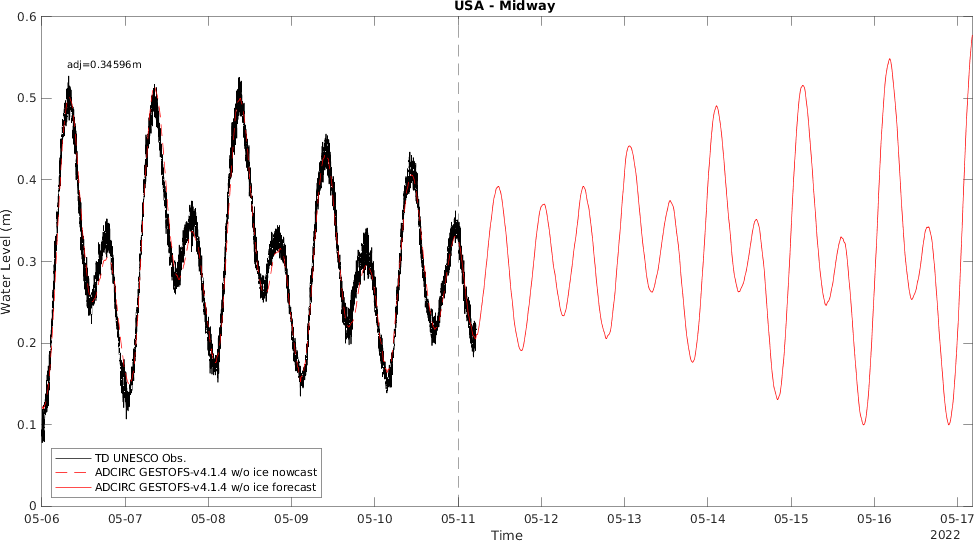 USA - Midway
adj=0.34596m
0.6
0.5
0.4
0.3
0.2
0.1
0
Water Level (m)
TD UNESCO Obs.
ADCIRC GESTOFS-v4.1.4 w/o ice nowcast
ADCIRC GESTOFS-v4.1.4 w/o ice forecast
05-06 05-07 05-08 05-09 05-10 05-11 05-12 05-13 05-14 05-15 05-16 05-17
Time
2022